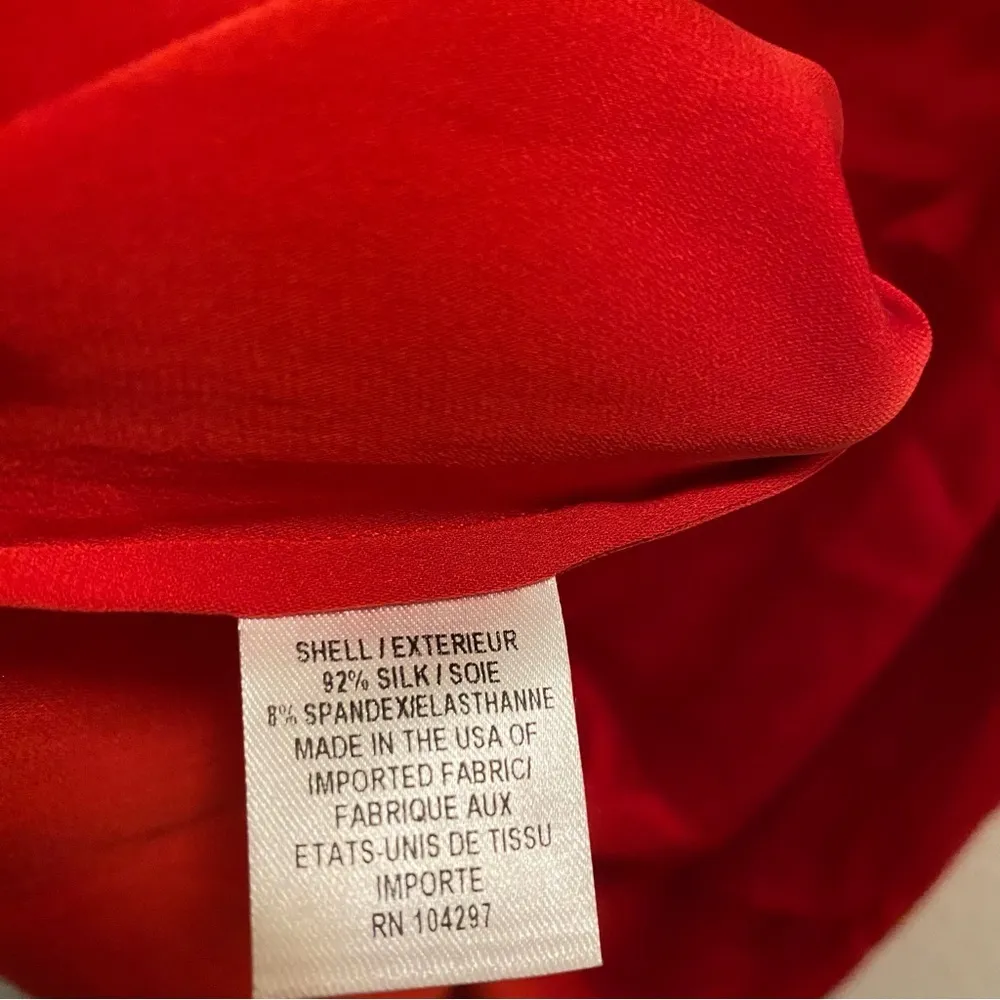 SHELL / EXTERIEUR
92% SILK / SOIE
8% SPANDEX/ELASTHANNE
MADE IN THE USA OF
IMPORTED FABRIC/
FABRIQUE AUX
ETATS-UNIS DE TISSU
IMPORTE
RN 104297